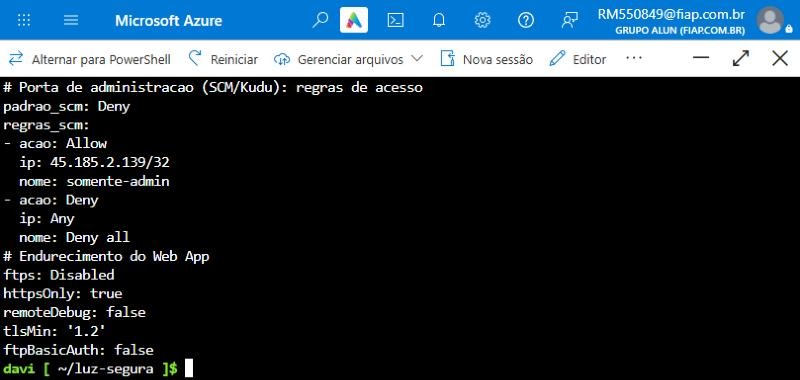 Microsoft Azure
RM550849@fiap.com.br
GRUPO ALUN (FIAP.COM.BR)
Alternar para PowerShell
Reiniciar
Gerenciar arquivos
Nova sessão
Editor
# Porta de administracao (SCM/Kudu): regras de acesso
padrao_scm: Deny
regras_scm:
- acao: Allow
  ip: 45.185.2.139/32
  nome: somente-admin
- acao: Deny
  ip: Any
  nome: Deny all
# Endurecimento do Web App
ftps: Disabled
httpsOnly: true
remoteDebug: false
tlsMin: '1.2'
ftpBasicAuth: false
davi [ ~/luz-segura ]$